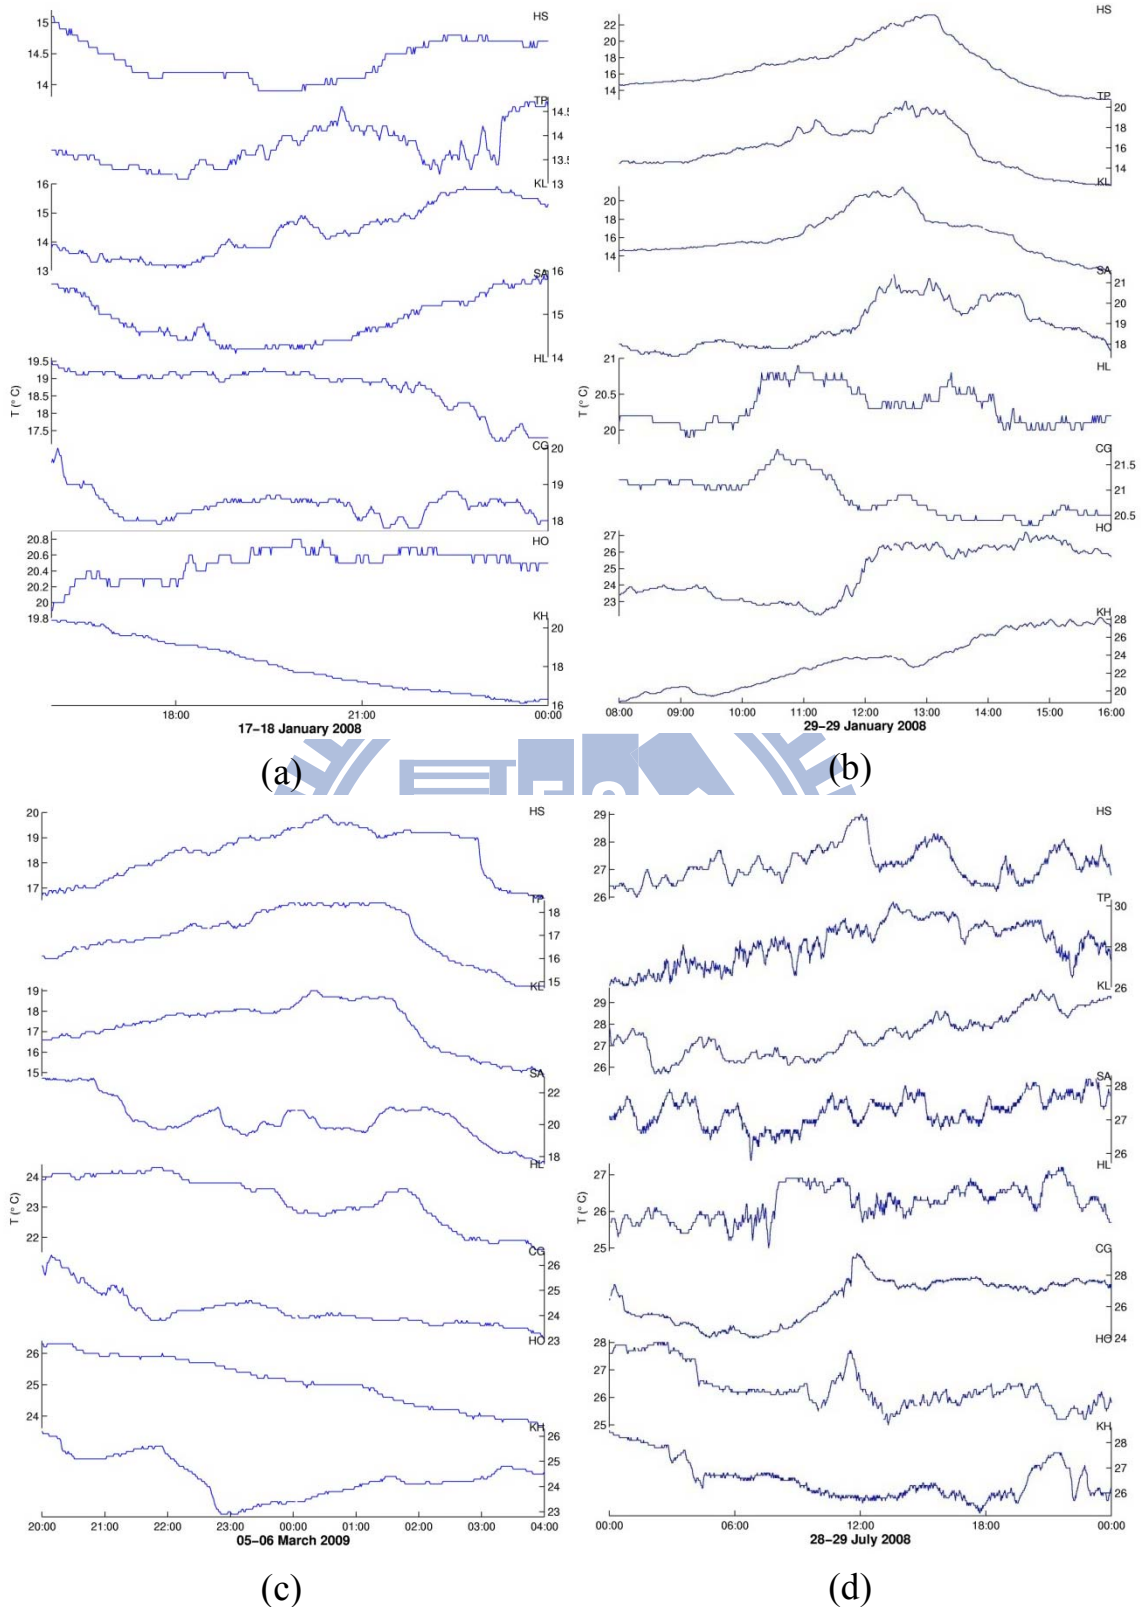 HS
15
14.5
14
TP
14.5
14
13.5
13
KL
16
15
14
13
SA
16
15
14
HL
19.5
19
18.5
18
17.5
T (° C)
CG
20
19
18
HO
20.8
20.6
20.4
20.2
20
19.8
KH
20
18
16
18:00 21:00 00:00
17-18 January 2008
(a)
HS
22
20
18
16
14
TP
20
18
16
14
KL
20
18
16
14
SA
21
20
19
18
HL
21
20.5
20
T (° C)
CG
21.5
21
20.5
HO
27
26
24
23
KH
28
26
24
22
20
08:00 09:00 10:00 11:00 12:00 13:00 14:00 15:00 16:00
29-29 January 2008
(b)
HS
20
19
18
17
TP
18
17
16
15
KL
19
18
17
16
15
SA
22
20
18
HL
24
23
22
T (° C)
CG
26
25
24
23
HO
26
25
24
KH
26
25
24
23
20:00 21:00 22:00 23:00 00:00 01:00 02:00 03:00 04:00
05-06 March 2009
(c)
HS
29
28
27
26
TP
30
28
26
KL
29
28
27
26
SA
28
27
26
HL
27
26
25
T (° C)
CG
28
26
24
HO
28
27
26
25
KH
28
26
00:00 06:00 12:00 18:00 00:00
28-29 July 2008
(d)